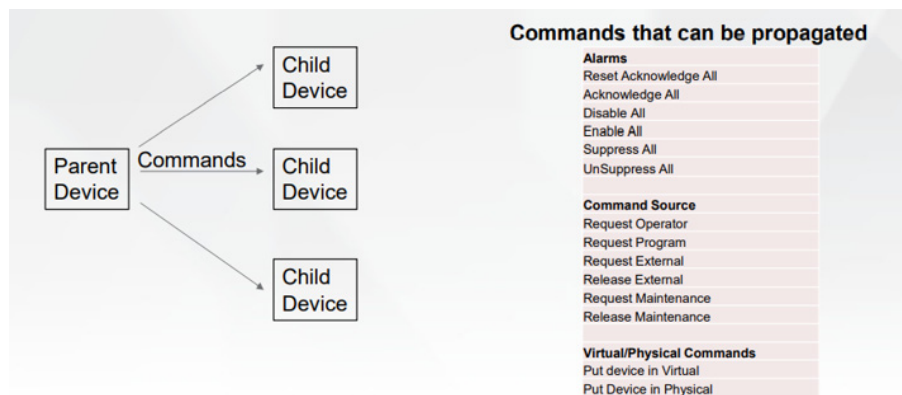 Commands that can be propagated
Parent
Device
Commands
Child
Device
Child
Device
Child
Device
Alarms
Reset Acknowledge All
Acknowledge All
Disable All
Enable All
Suppress All
UnSuppress All
Command Source
Request Operator
Request Program
Request External
Release External
Request Maintenance
Release Maintenance
Virtual/Physical Commands
Put device in Virtual
Put Device in Physical